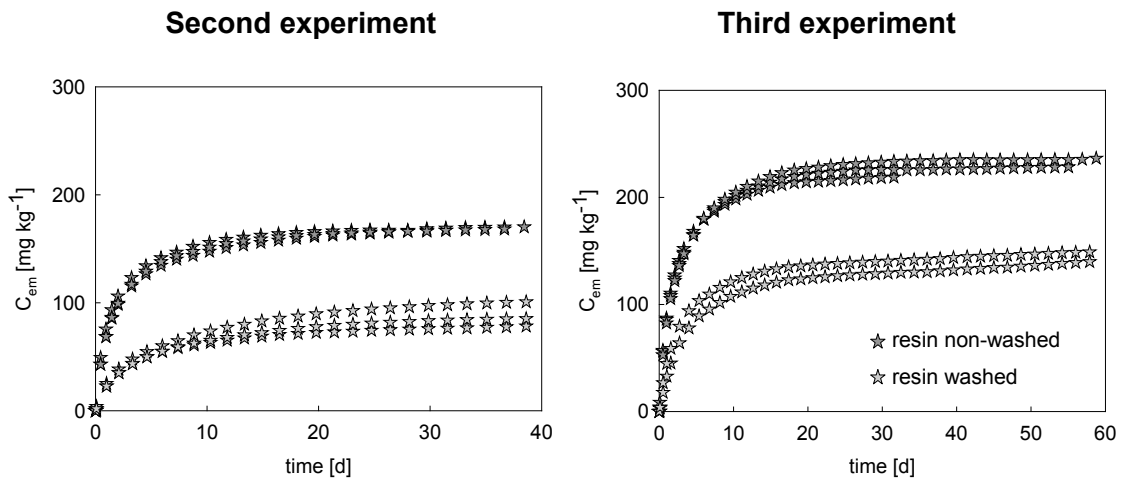 Second experiment
Third experiment
300
200
100
0
C_em [mg kg⁻¹]
0 10 20 30 40
time [d]
300
200
100
0
C_em [mg kg⁻¹]
resin non-washed
resin washed
0 10 20 30 40 50 60
time [d]